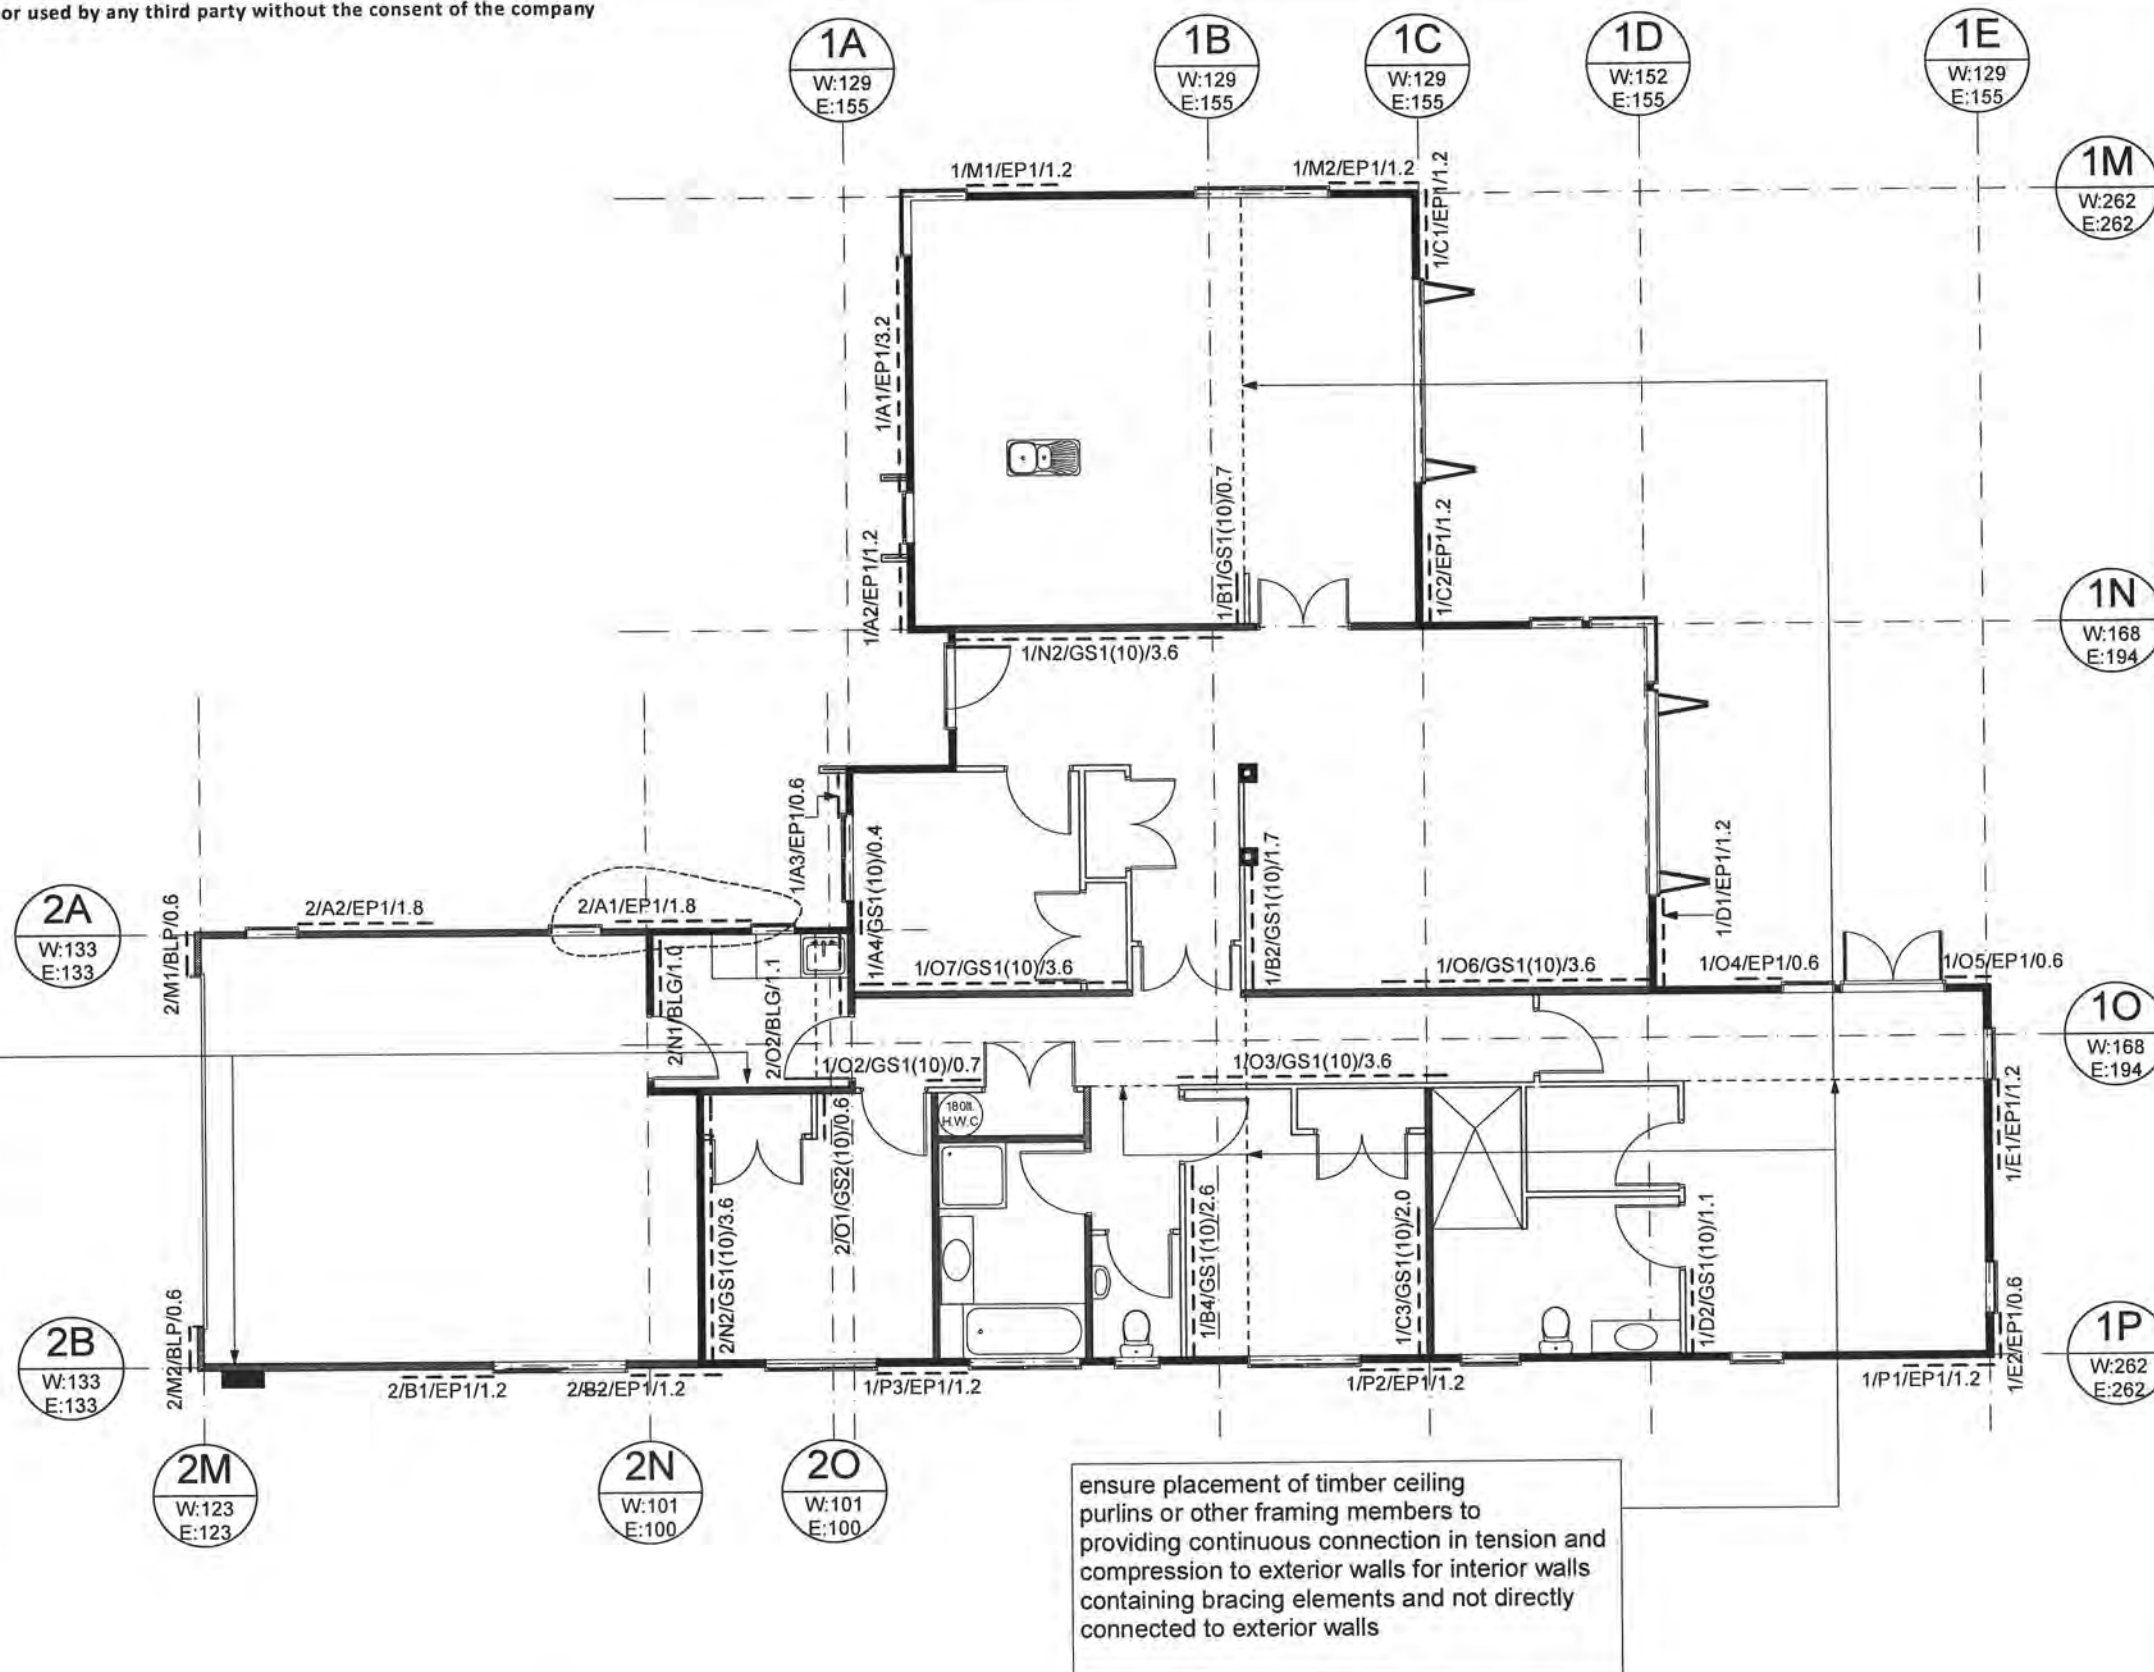 or used by any third party without the consent of the company
1A
W:129
E:155
1B
W:129
E:155
1C
W:129
E:155
1D
W:152
E:155
1E
W:129
E:155
1M
W:262
E:262
1/M1/EP1/1.2
1/M2/EP1/1.2
1/C1/EP1/1.2
1/A1/EP1/3.2
1/A2/EP1/1.2
1/B1/GS1(10)/0.7
1/C2/EP1/1.2
1N
W:168
E:194
1/N2/GS1(10)/3.6
1/A3/EP1/0.6
1/A4/GS1(10)/0.4
1/B2/GS1(10)/1.7
1/D1/EP1/1.2
2A
W:133
E:133
2/M1/BLP/0.6
2/A2/EP1/1.8
2/A1/EP1/1.8
2/N1/BLG/1.0
2/O2/BLG/1.1
1/O7/GS1(10)/3.6
1/O6/GS1(10)/3.6
1/O4/EP1/0.6
1/O5/EP1/0.6
1O
W:168
E:194
1/O2/GS1(10)/0.7
1/O3/GS1(10)/3.6
180lt.
H.W.C
1/E1/EP1/1.2
2/N2/GS1(10)/3.6
2/O1/GS2(10)/0.6
1/B4/GS1(10)/2.6
1/C3/GS1(10)/2.0
1/D2/GS1(10)/1.1
1/E2/EP1/0.6
2B
W:133
E:133
2/M2/BLP/0.6
2/B1/EP1/1.2
2/B2/EP1/1.2
1/P3/EP1/1.2
1/P2/EP1/1.2
1/P1/EP1/1.2
1P
W:262
E:262
2M
W:123
E:123
2N
W:101
E:100
2O
W:101
E:100
ensure placement of timber ceiling
purlins or other framing members to
providing continuous connection in tension and
compression to exterior walls for interior walls
containing bracing elements and not directly
connected to exterior walls